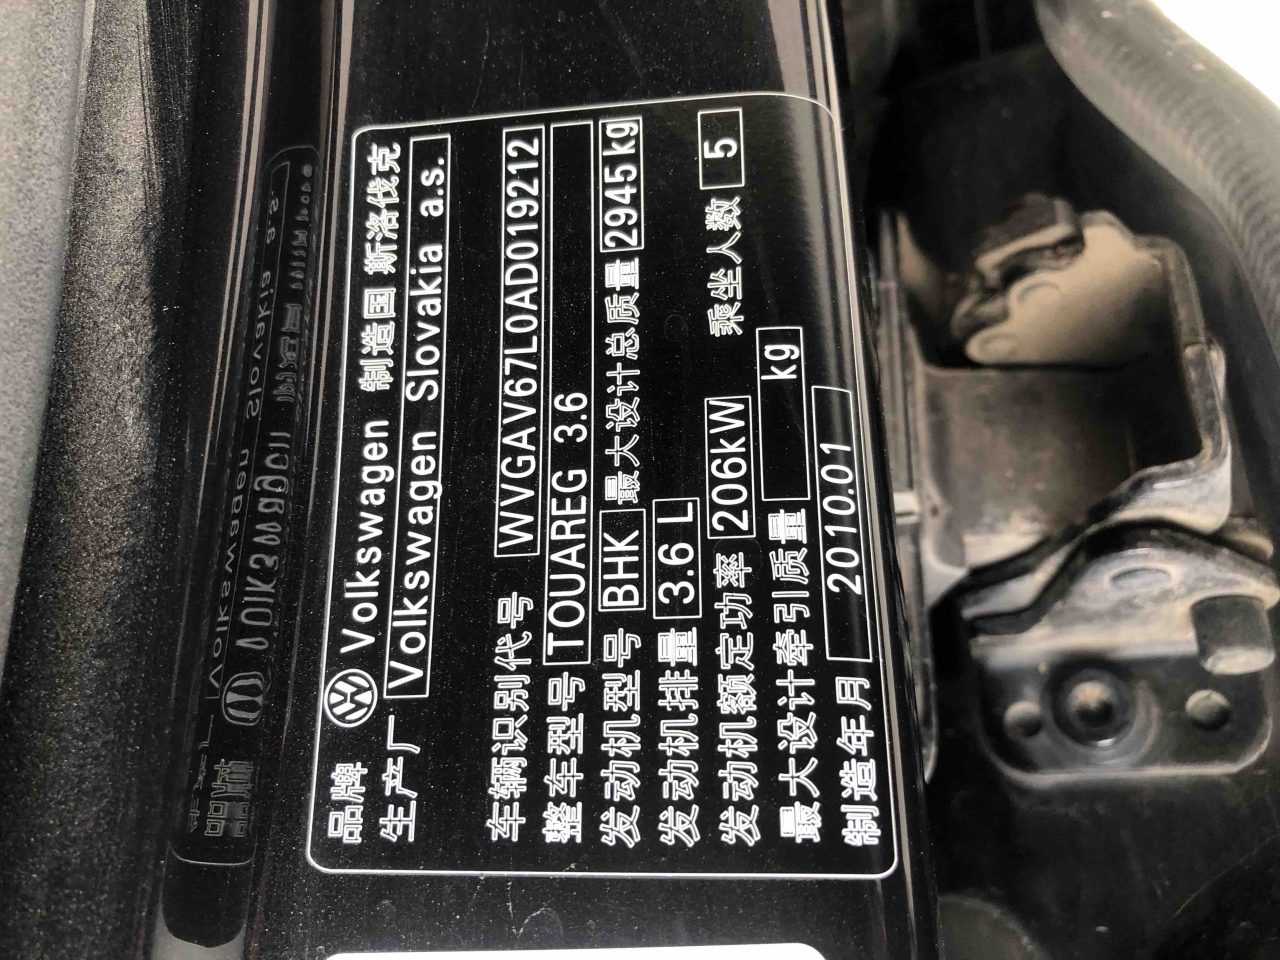 品牌 Volkswagen 制造国 斯洛伐克
生产厂 Volkswagen Slovakia a.s.
车辆识别代号 WVGAV67L0AD019212
整车型号 TOUAREG 3.6
发动机型号 BHK 最大设计总质量 2945 kg
发动机排量 3.6 L
发动机额定功率 206kW 乘坐人数 5
最大设计牵引质量 kg
制造年月 2010.01